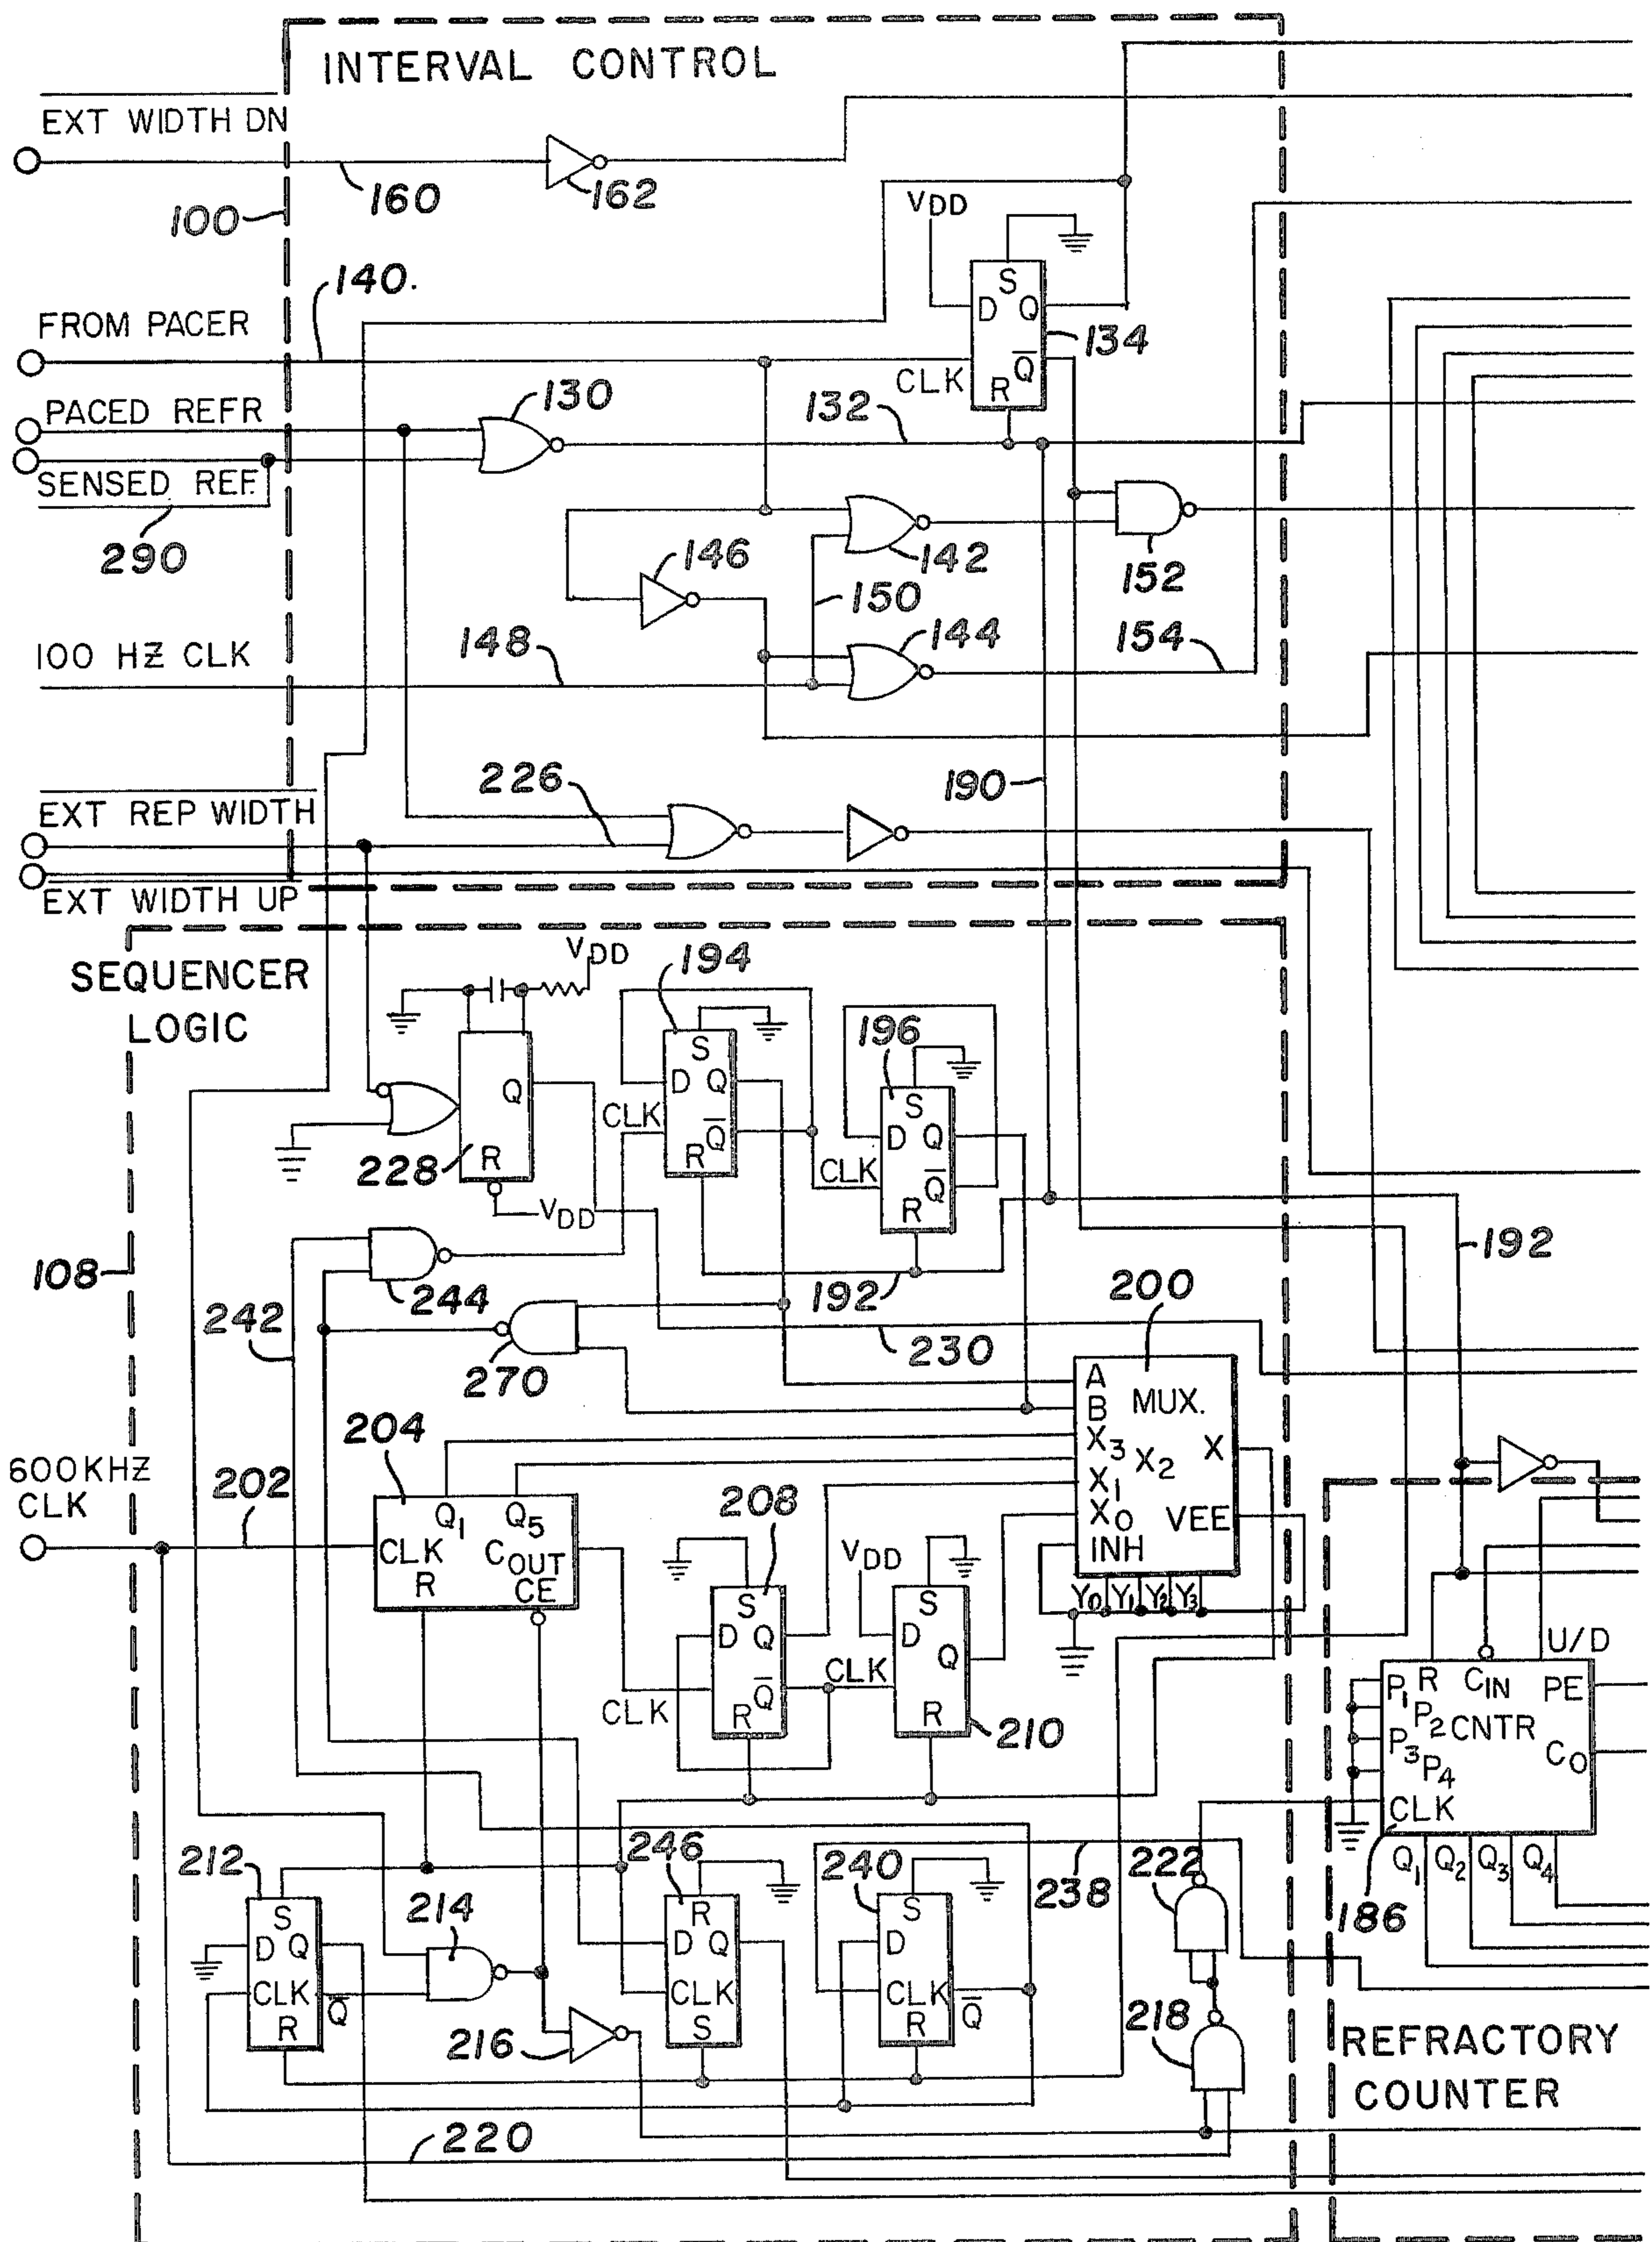 INTERVAL CONTROL
EXT WIDTH DN
160
162
100
VDD
S
D Q
Q̅
CLK
R
134
140.
FROM PACER
PACED REFR
130
132
SENSED REF.
290
146
142
152
150
100 HZ CLK
148
144
154
226
190
EXT REP WIDTH
EXT WIDTH UP
SEQUENCER
LOGIC
VDD
194
S
D Q
CLK
Q̅
R
196
S
D Q
CLK
Q̅
R
Q
R
228
VDD
108
244
242
192
192
200
270
230
A
B
MUX.
X3
X2
X
X1
X0
VEE
INH
Y0 Y1 Y2 Y3
204
600KHZ
CLK
202
Q1 Q5
CLK
COUT
R
CE
208
S
D Q
CLK
Q̅
R
VDD
S
D
Q
CLK
R
210
U/D
P1 R CIN PE
P2 CNTR
P3
P4
CO
CLK
Q1 Q2 Q3 Q4
186
212
S
D Q
CLK
Q̅
R
214
216
246
R
D Q
CLK
S
240
S
D
CLK
Q̅
R
238
222
218
220
REFRACTORY
COUNTER